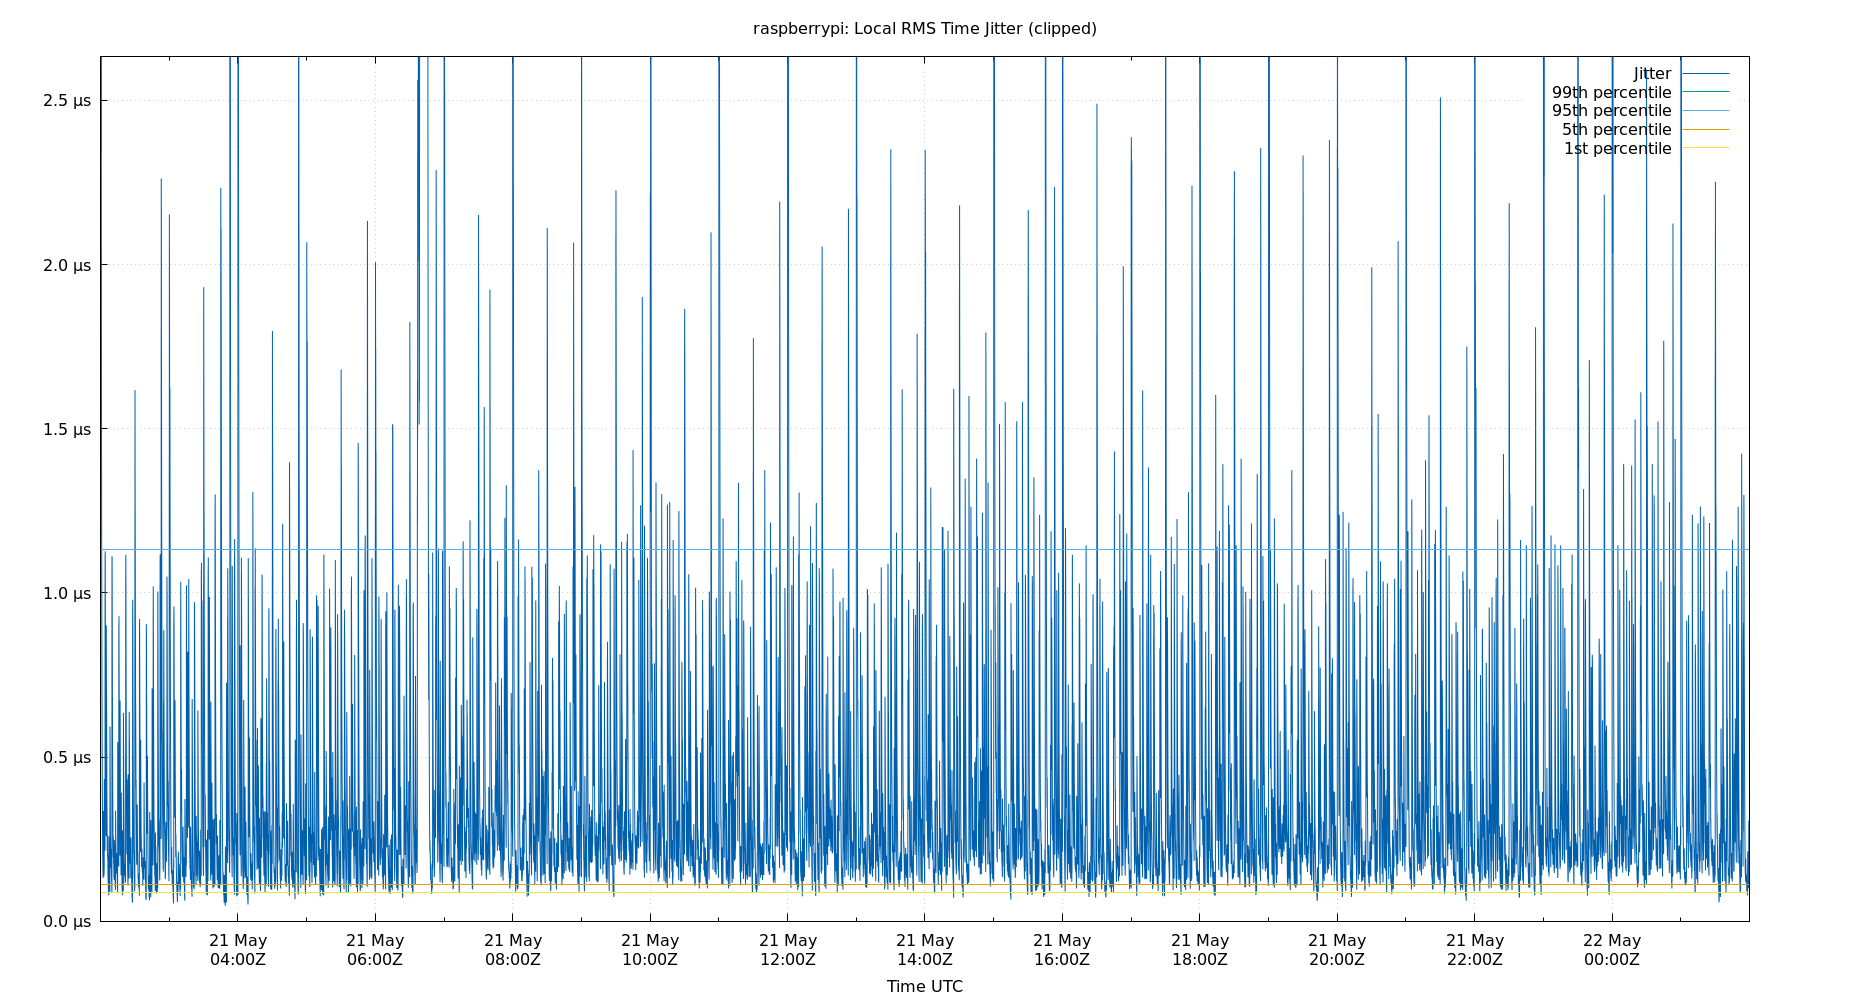 raspberrypi: Local RMS Time Jitter (clipped)
Jitter
99th percentile
95th percentile
5th percentile
1st percentile
2.5 µs
2.0 µs
1.5 µs
1.0 µs
0.5 µs
0.0 µs
21 May 21 May 21 May 21 May 21 May 21 May 21 May 21 May 21 May 21 May 22 May
04:00Z 06:00Z 08:00Z 10:00Z 12:00Z 14:00Z 16:00Z 18:00Z 20:00Z 22:00Z 00:00Z
Time UTC